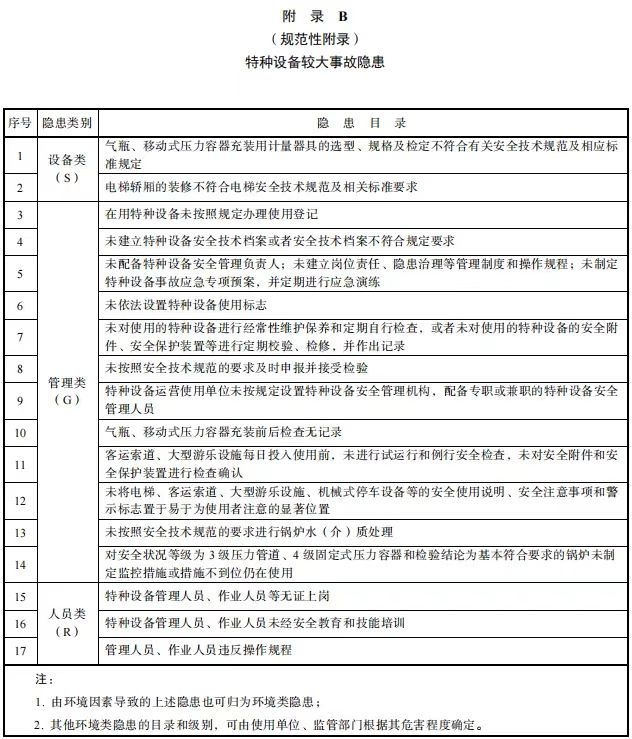 附 录 B
（规范性附录）
特种设备较大事故隐患
序号 隐患类别 隐 患 目 录
设备类
（S）
1 气瓶、移动式压力容器充装用计量器具的选型、规格及检定不符合有关安全技术规范及相应标
准规定
2 电梯轿厢的装修不符合电梯安全技术规范及相关标准要求
管理类
（G）
3 在用特种设备未按照规定办理使用登记
4 未建立特种设备安全技术档案或者安全技术档案不符合规定要求
5 未配备特种设备安全管理负责人；未建立岗位责任、隐患治理等管理制度和操作规程；未制定
特种设备事故应急专项预案，并定期进行应急演练
6 未依法设置特种设备使用标志
7 未对使用的特种设备进行经常性维护保养和定期自行检查，或者未对使用的特种设备的安全附
件、安全保护装置等进行定期校验、检修，并作出记录
8 未按照安全技术规范的要求及时申报并接受检验
9 特种设备运营使用单位未按规定设置特种设备安全管理机构，配备专职或兼职的特种设备安全
管理人员
10 气瓶、移动式压力容器充装前后检查无记录
11 客运索道、大型游乐设施每日投入使用前，未进行试运行和例行安全检查，未对安全附件和安
全保护装置进行检查确认
12 未将电梯、客运索道、大型游乐设施、机械式停车设备等的安全使用说明、安全注意事项和警
示标志置于易于为使用者注意的显著位置
13 未按照安全技术规范的要求进行锅炉水（介）质处理
14 对安全状况等级为 3 级压力管道、4 级固定式压力容器和检验结论为基本符合要求的锅炉未制
定监控措施或措施不到位仍在使用
人员类
（R）
15 特种设备管理人员、作业人员等无证上岗
16 特种设备管理人员、作业人员未经安全教育和技能培训
17 管理人员、作业人员违反操作规程
注：
1. 由环境因素导致的上述隐患也可归为环境类隐患；
2. 其他环境类隐患的目录和级别，可由使用单位、监管部门根据其危害程度确定。